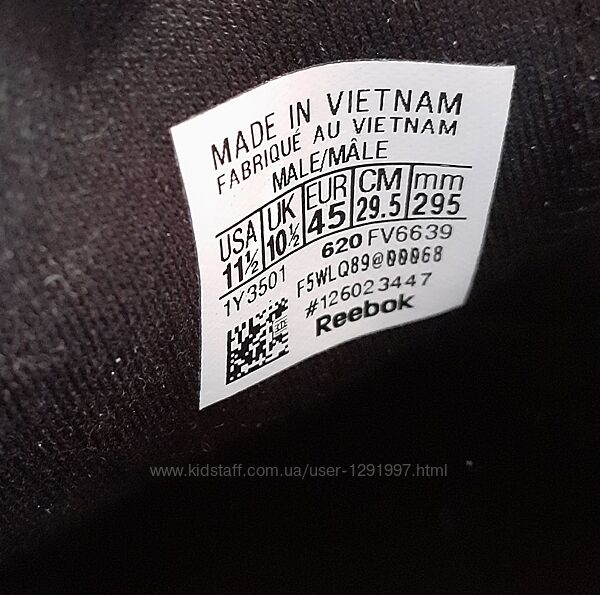 MADE IN VIETNAM
FABRIQUÉ AU VIETNAM
MALE/MÂLE
USA UK EUR CM mm
11½ 10½ 45 29.5 295
1Y3501 620 FV6639
F5WLQ89@00068
#126023447
Reebok
www.kidstaff.com.ua/user-1291997.html